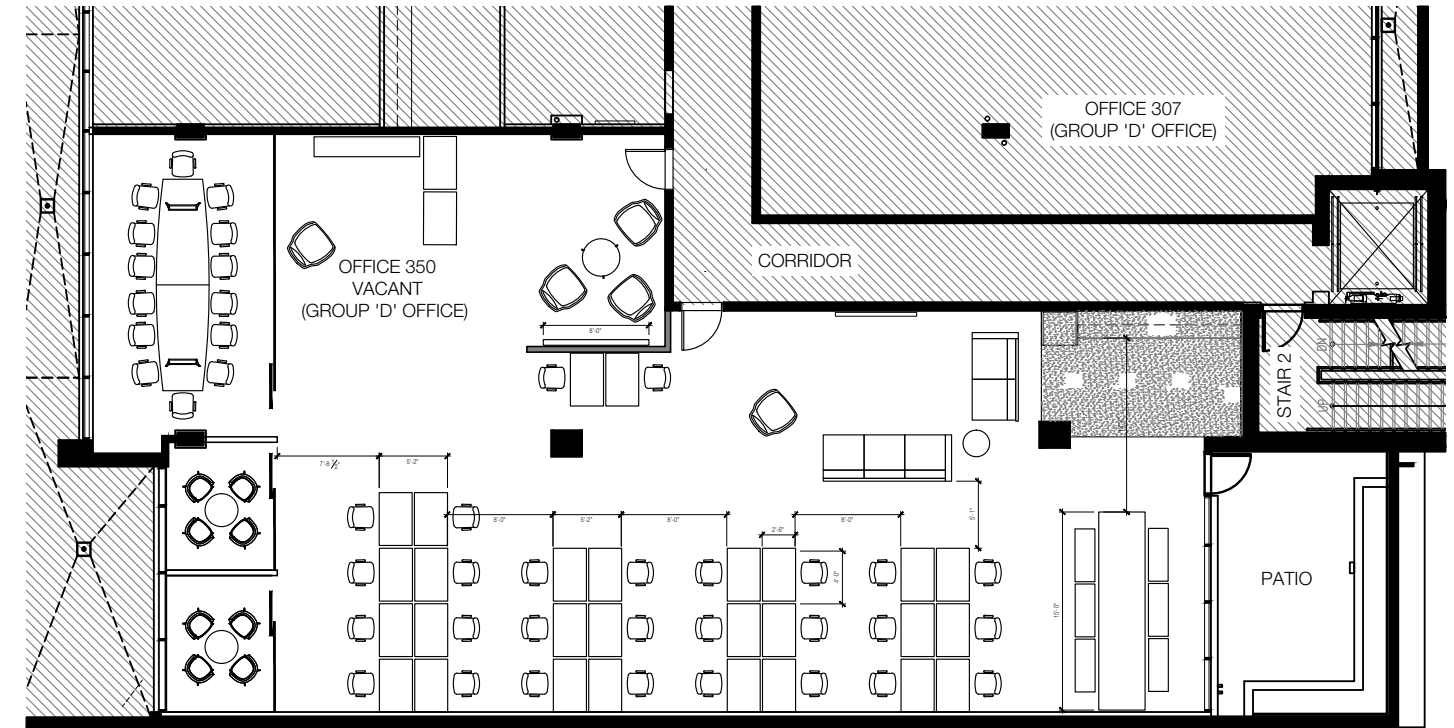 OFFICE 307
(GROUP 'D' OFFICE)
CORRIDOR
OFFICE 350
VACANT
(GROUP 'D' OFFICE)
8'-0"
STAIR 2
DN
UP
7'-8 ½"
5'-2"
8'-0"
5'-2"
8'-0"
2'-6"
8'-0"
5'-1"
4'-0"
15'-0"
PATIO